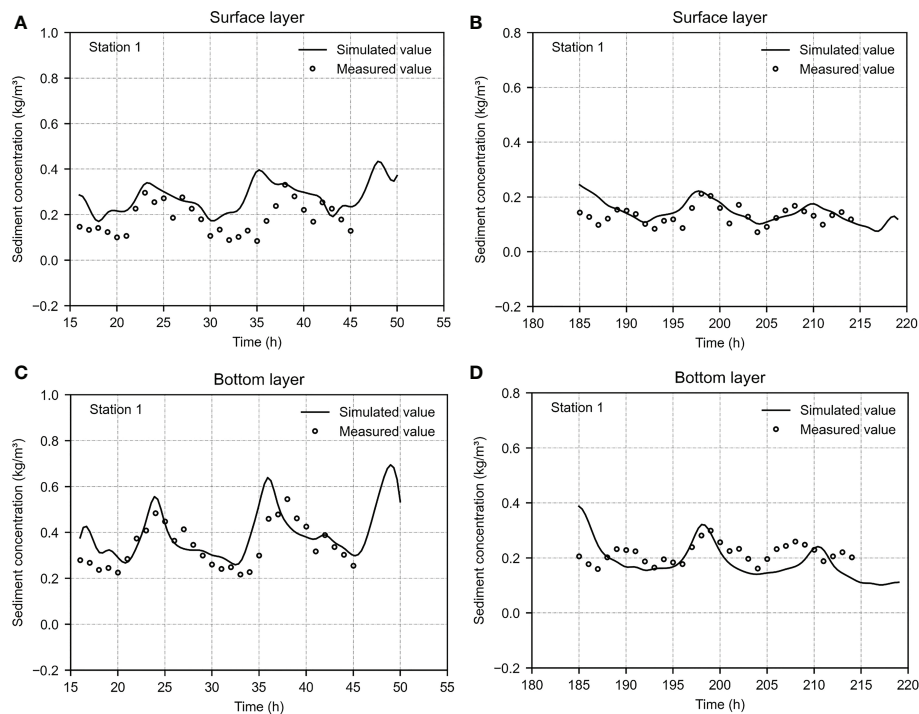 A
Surface layer
Station 1
Simulated value
Measured value
Sediment concentration (kg/m³)
1.0
0.8
0.6
0.4
0.2
0.0
−0.2
15 20 25 30 35 40 45 50 55
Time (h)
B
Surface layer
Station 1
Simulated value
Measured value
Sediment concentration (kg/m³)
0.8
0.6
0.4
0.2
0.0
−0.2
180 185 190 195 200 205 210 215 220
Time (h)
C
Bottom layer
Station 1
Simulated value
Measured value
Sediment concentration (kg/m³)
1.0
0.8
0.6
0.4
0.2
0.0
−0.2
15 20 25 30 35 40 45 50 55
Time (h)
D
Bottom layer
Station 1
Simulated value
Measured value
Sediment concentration (kg/m³)
0.8
0.6
0.4
0.2
0.0
−0.2
180 185 190 195 200 205 210 215 220
Time (h)